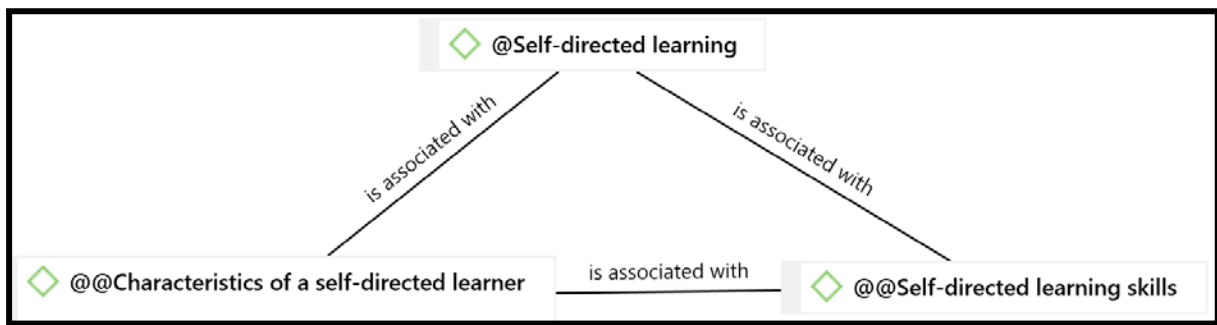 @Self-directed learning
is associated with
is associated with
@@Characteristics of a self-directed learner
is associated with
@@Self-directed learning skills